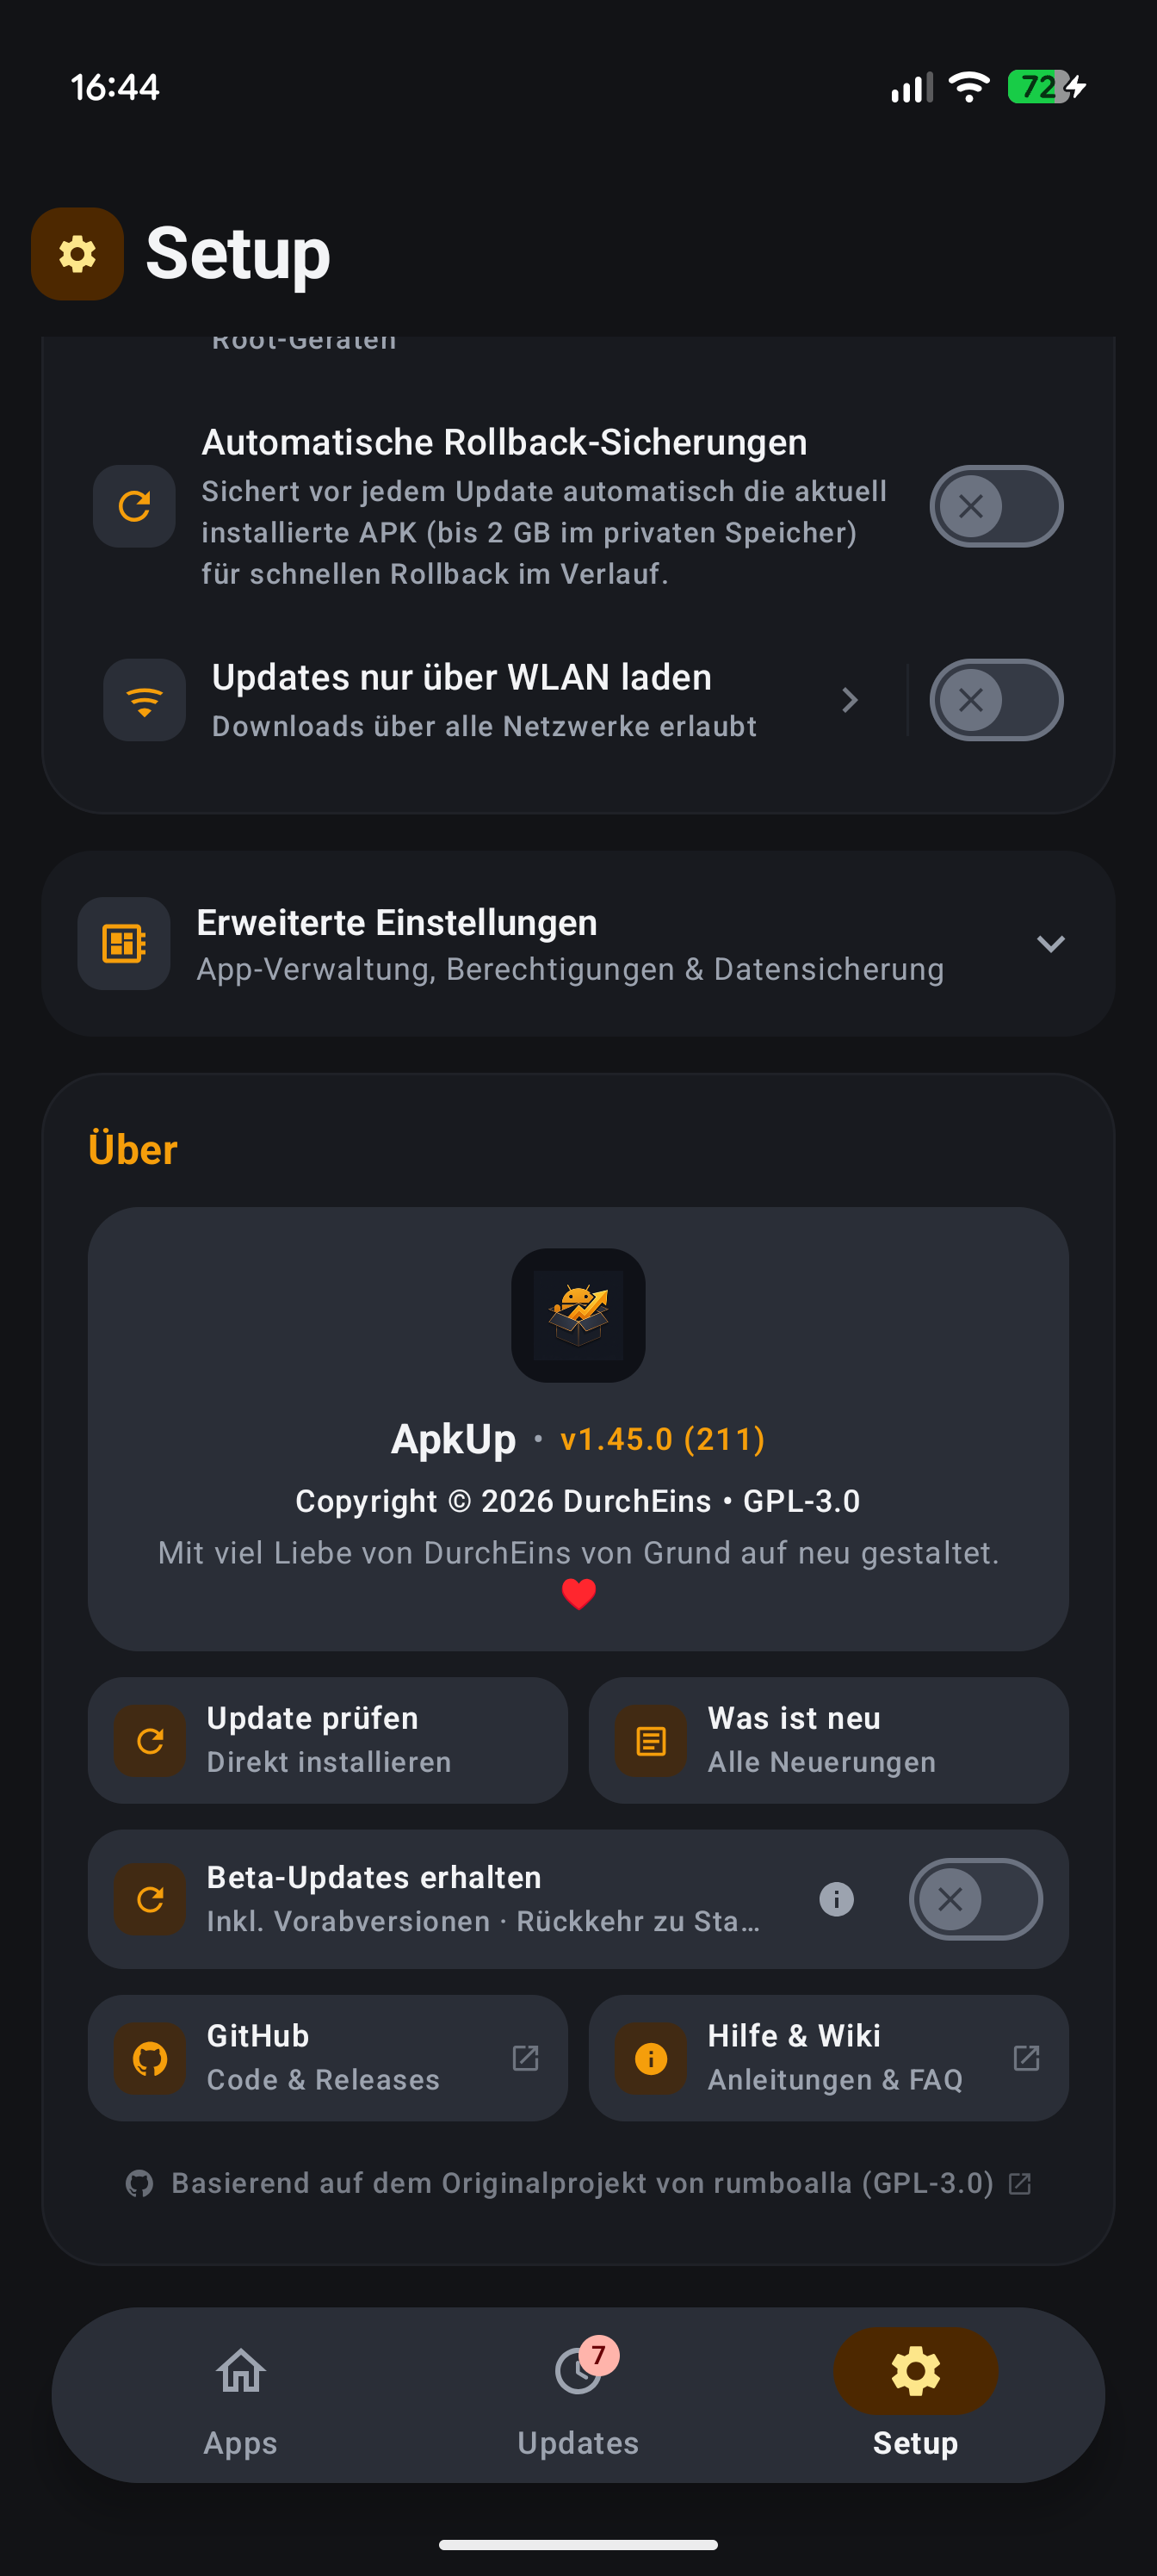 16:44
72
Setup
Root-Geräten
Automatische Rollback-Sicherungen
Sichert vor jedem Update automatisch die aktuell
installierte APK (bis 2 GB im privaten Speicher)
für schnellen Rollback im Verlauf.
Updates nur über WLAN laden
Downloads über alle Netzwerke erlaubt
Erweiterte Einstellungen
App-Verwaltung, Berechtigungen & Datensicherung
Über
ApkUp • v1.45.0 (211)
Copyright © 2026 DurchEins • GPL-3.0
Mit viel Liebe von DurchEins von Grund auf neu gestaltet.
❤️
Update prüfen
Direkt installieren
Was ist neu
Alle Neuerungen
Beta-Updates erhalten
Inkl. Vorabversionen · Rückkehr zu Sta…
GitHub
Code & Releases
Hilfe & Wiki
Anleitungen & FAQ
Basierend auf dem Originalprojekt von rumboalla (GPL-3.0)
7
Apps
Updates
Setup